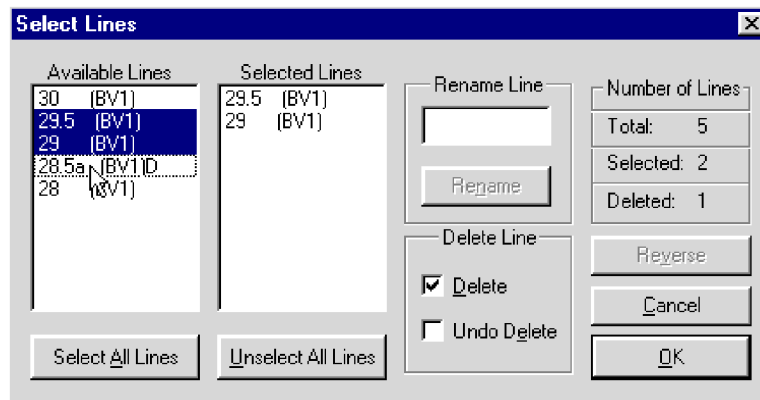 Select Lines
Available Lines
30 (BV1)
29.5 (BV1)
29 (BV1)
28.5a (BV1)D
28 (BV1)
Select All Lines
Selected Lines
29.5 (BV1)
29 (BV1)
Unselect All Lines
Rename Line
Rename
Delete Line
Delete
Undo Delete
Number of Lines
Total: 5
Selected: 2
Deleted: 1
Reverse
Cancel
OK